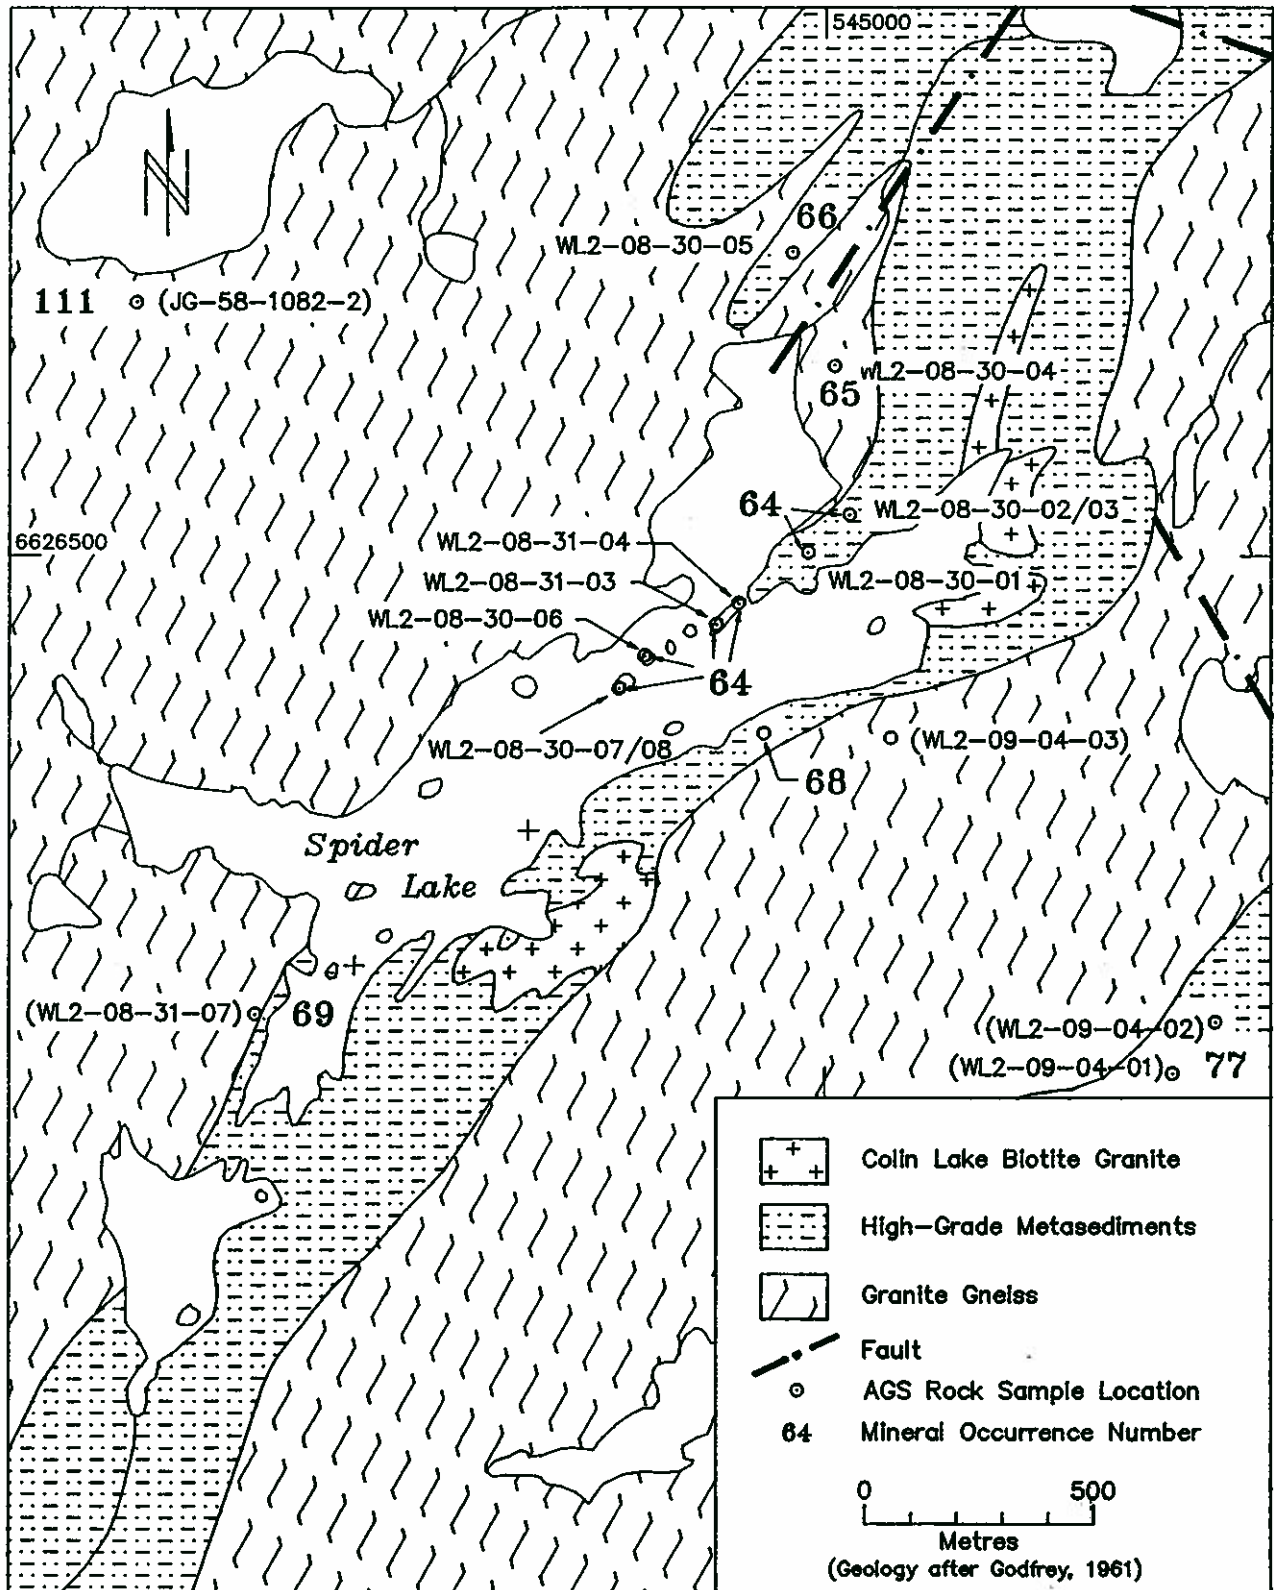 545000
N
66
WL2-08-30-05
111 (JG-58-1082-2)
WL2-08-30-04
65
64
WL2-08-30-02/03
6626500
WL2-08-31-04
WL2-08-31-03
WL2-08-30-01
WL2-08-30-06
64
(WL2-09-04-03)
WL2-08-30-07/08
68
Spider
Lake
(WL2-08-31-07)
69
(WL2-09-04-02)
(WL2-09-04-01) 77
Colin Lake Biotite Granite
High-Grade Metasediments
Granite Gneiss
Fault
AGS Rock Sample Location
64 Mineral Occurrence Number
0 500
Metres
(Geology after Godfrey, 1961)